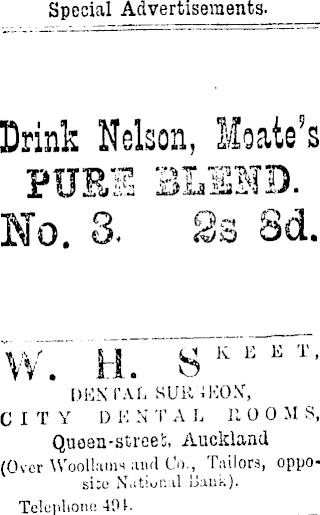 Special Advertisements.
Drink Nelson, Moate's
PURE BLEND.
No. 3. 2s 8d.
W. H. SKEET,
DENTAL SURGEON,
CITY DENTAL ROOMS,
Queen-street, Auckland
(Over Woollams and Co., Tailors, oppo-
site National Bank).
Telephone 494.